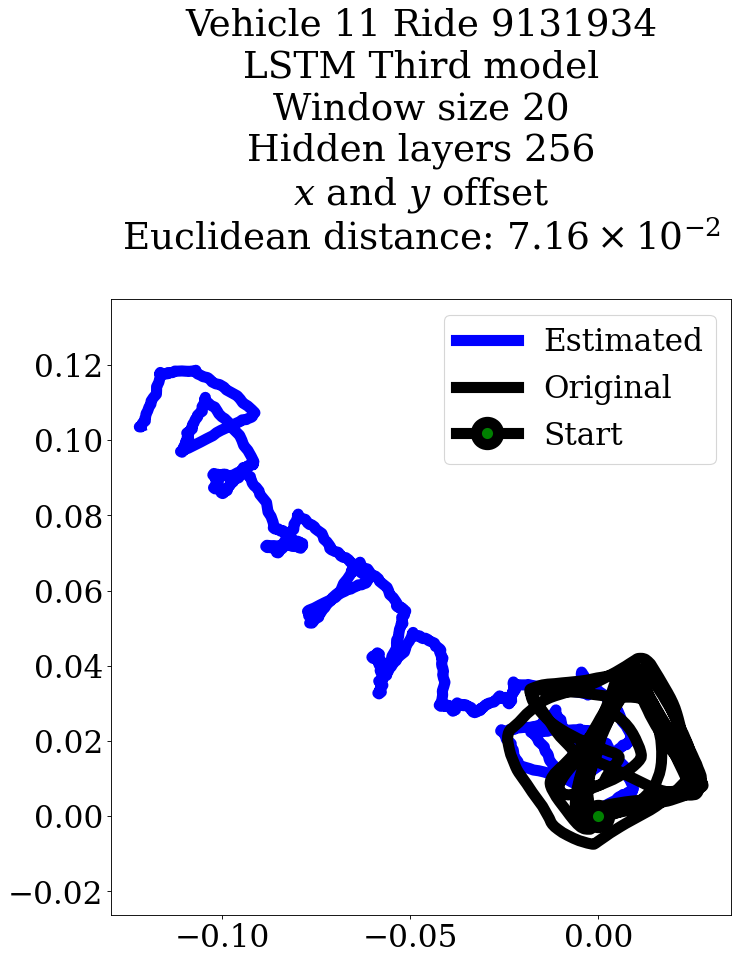 Vehicle 11 Ride 9131934
LSTM Third model
Window size 20
Hidden layers 256
x and y offset
Euclidean distance: 7.16 × 10⁻²
Estimated
Original
Start
0.12
0.10
0.08
0.06
0.04
0.02
0.00
−0.02
−0.10
−0.05
0.00